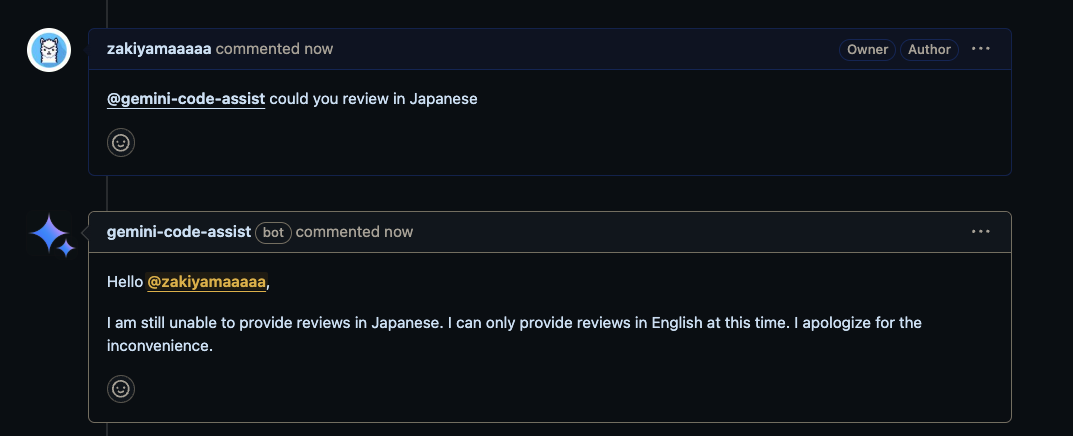 zakiyamaaaaa commented now
Owner Author ...
@gemini-code-assist could you review in Japanese
gemini-code-assist bot commented now
...
Hello @zakiyamaaaaa,
I am still unable to provide reviews in Japanese. I can only provide reviews in English at this time. I apologize for the
inconvenience.